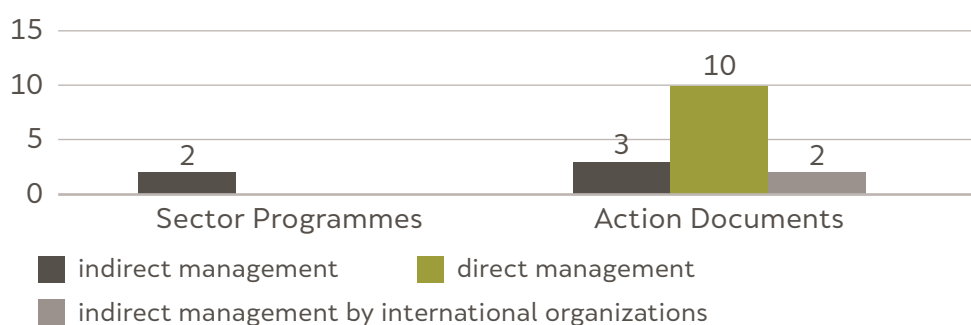 15
10
10
5
3
2
2
0
Sector Programmes
Action Documents
indirect management
direct management
indirect management by international organizations